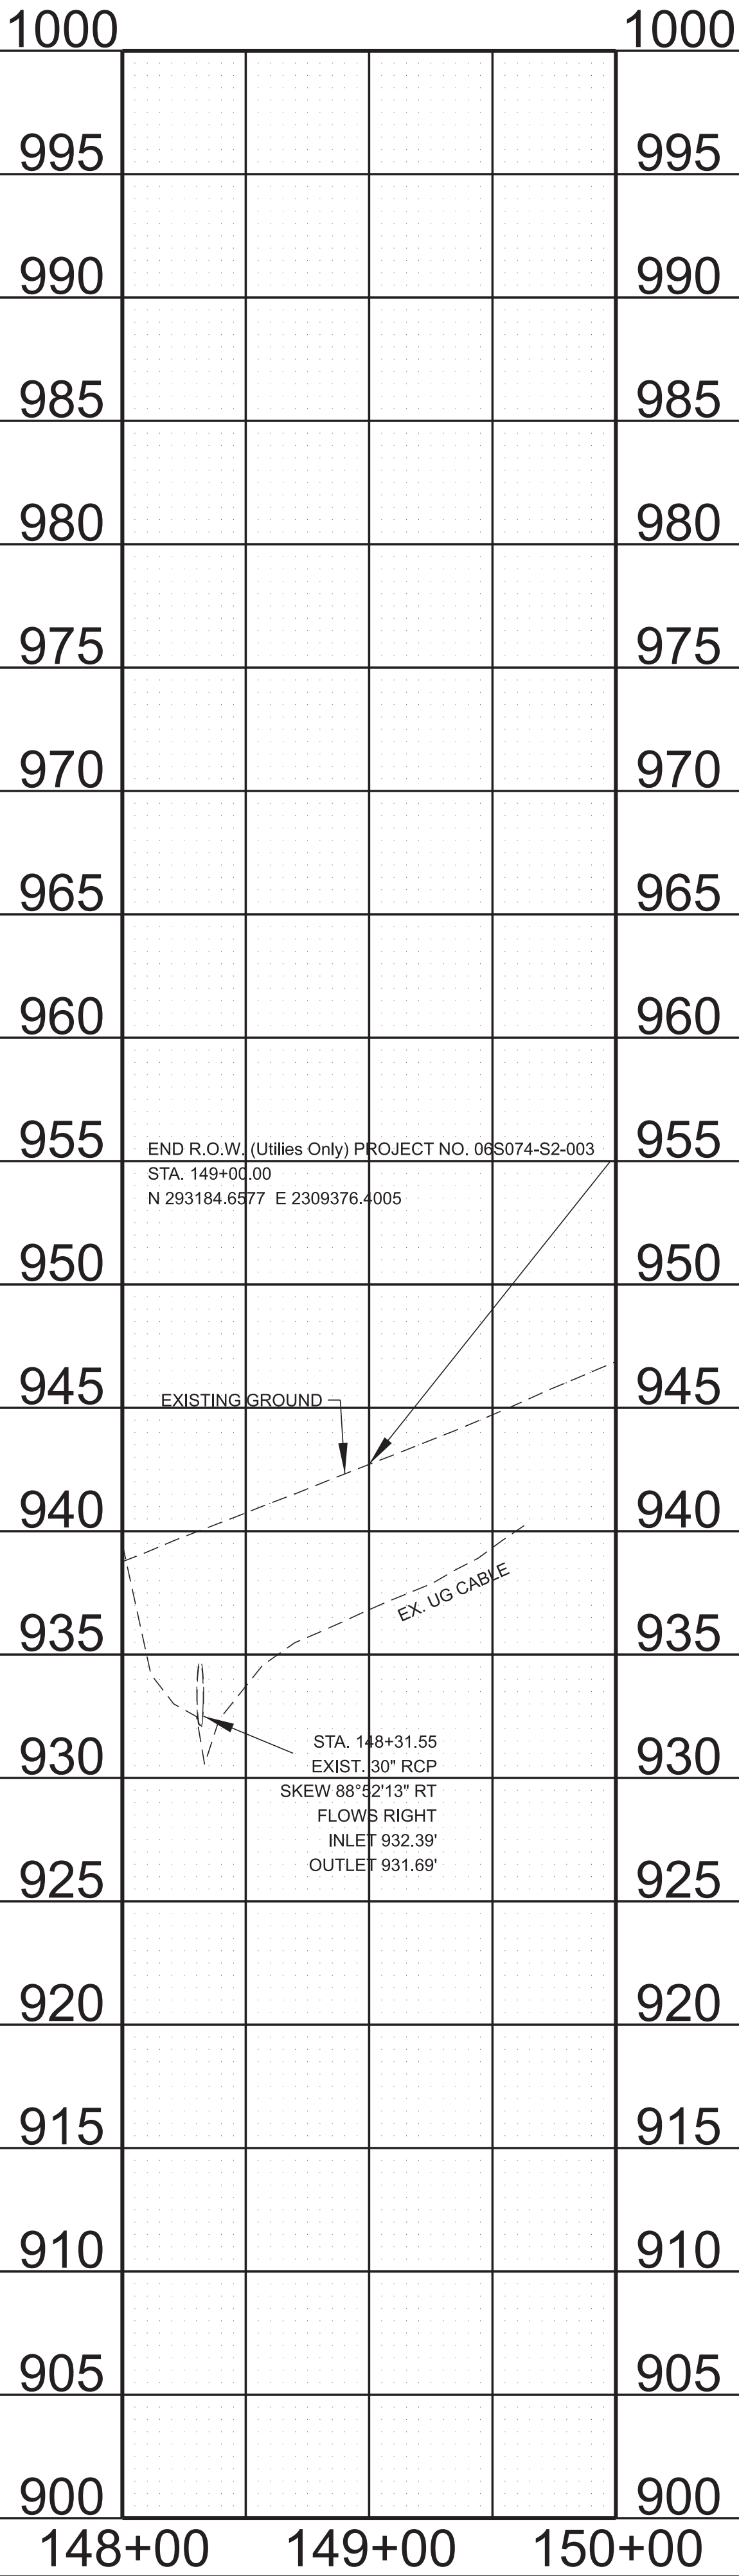 1000 1000
995 995
990 990
985 985
980 980
975 975
970 970
965 965
960 960
955 955
END R.O.W. (Utilies Only) PROJECT NO. 06S074-S2-003
STA. 149+00.00
N 293184.6577 E 2309376.4005
950 950
945 945
EXISTING GROUND
940 940
EX. UG CABLE
935 935
STA. 148+31.55
930 930
EXIST. 30" RCP
SKEW 88°52'13" RT
FLOWS RIGHT
INLET 932.39'
OUTLET 931.69'
925 925
920 920
915 915
910 910
905 905
900 900
148+00 149+00 150+00